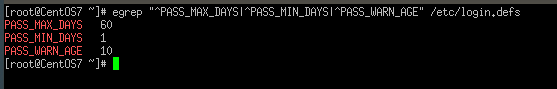 [root@CentOS7 ]# egrep "^PASS_MAX_DAYS|^PASS_MIN_DAYS|^PASS_WARN_AGE" /etc/login.defs
PASS_MAX_DAYS   60
PASS_MIN_DAYS   1
PASS_WARN_AGE   10
[root@CentOS7 ]#